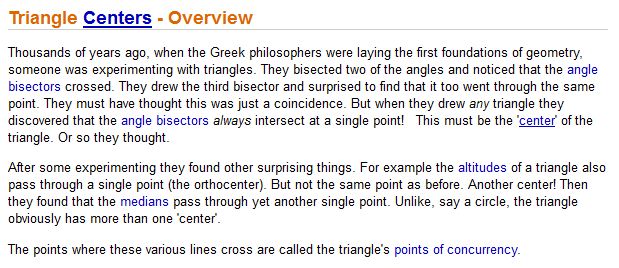 Triangle Centers - Overview
Thousands of years ago, when the Greek philosophers were laying the first foundations of geometry,
someone was experimenting with triangles. They bisected two of the angles and noticed that the angle
bisectors crossed. They drew the third bisector and surprised to find that it too went through the same
point. They must have thought this was just a coincidence. But when they drew any triangle they
discovered that the angle bisectors always intersect at a single point! This must be the 'center' of the
triangle. Or so they thought.
After some experimenting they found other surprising things. For example the altitudes of a triangle also
pass through a single point (the orthocenter). But not the same point as before. Another center! Then
they found that the medians pass through yet another single point. Unlike, say a circle, the triangle
obviously has more than one 'center'.
The points where these various lines cross are called the triangle's points of concurrency.